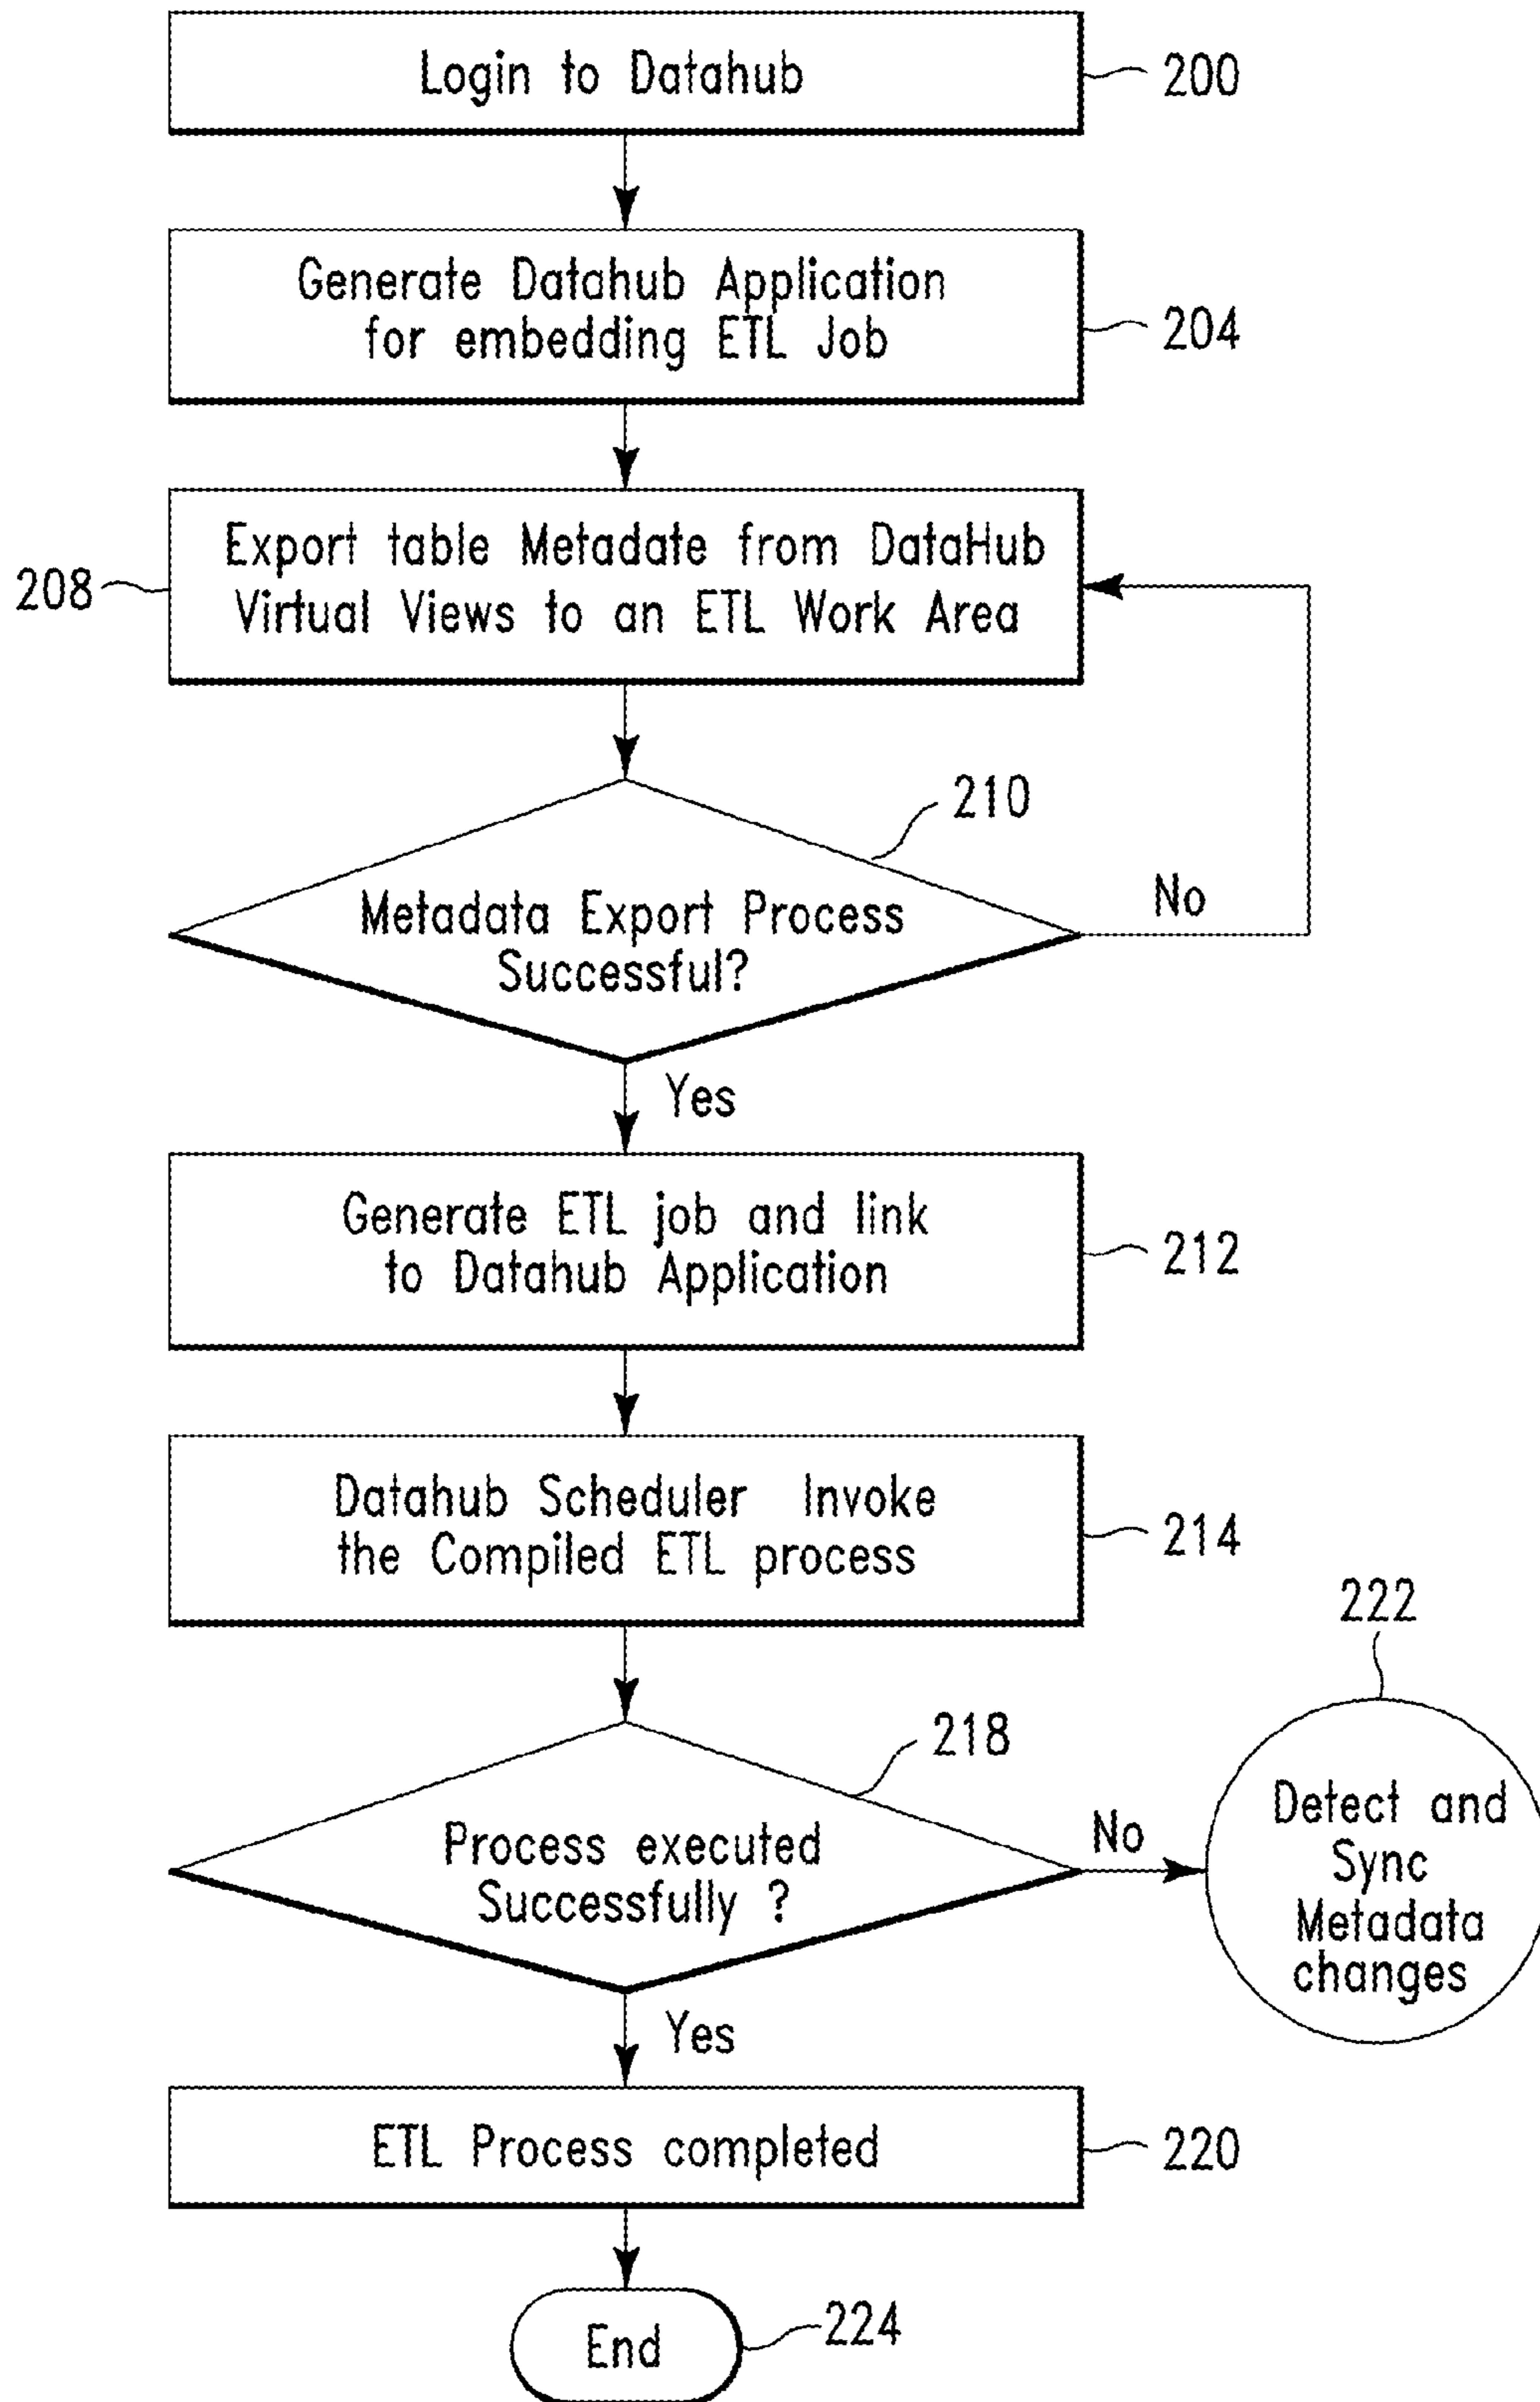 Login to Datahub
200
Generate Datahub Application
for embedding ETL Job
204
Export table Metadate from DataHub
Virtual Views to an ETL Work Area
208
210
Metadata Export Process
Successful?
No
Yes
Generate ETL job and link
to Datahub Application
212
Datahub Scheduler Invoke
the Compiled ETL process
214
222
218
Process executed
Successfully ?
No
Detect and
Sync
Metadata
changes
Yes
ETL Process completed
220
End
224